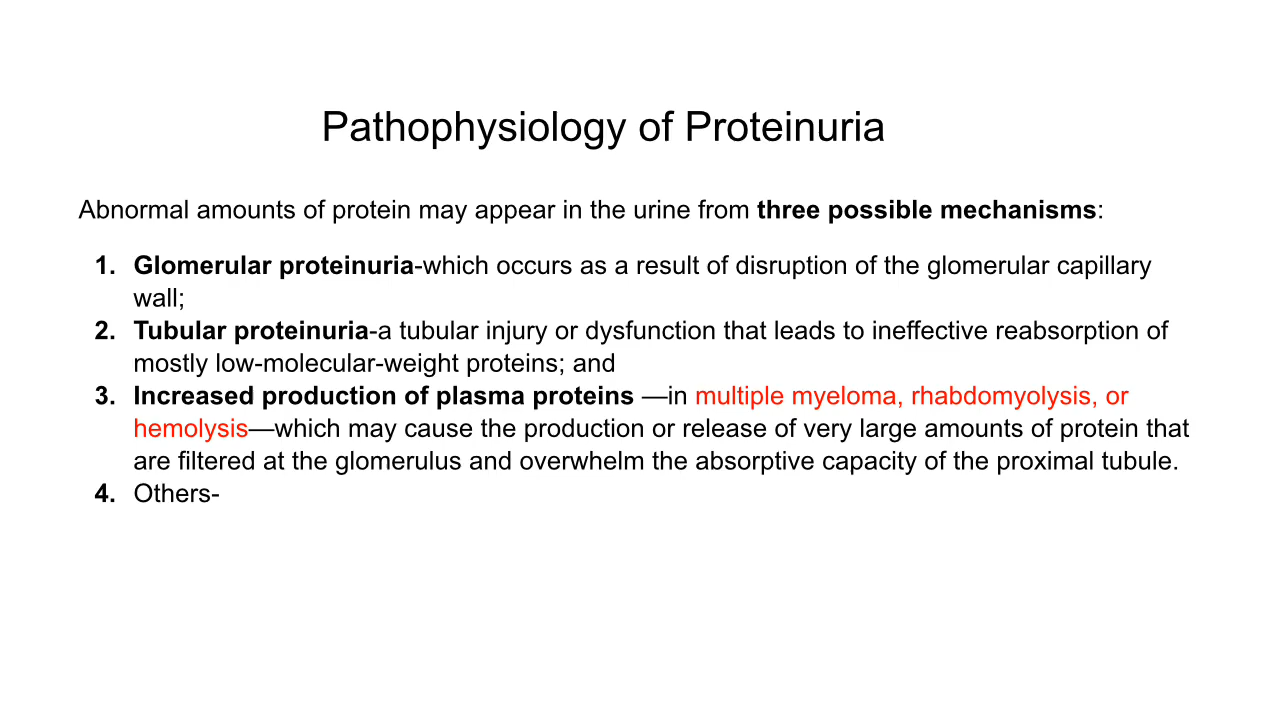 Pathophysiology of Proteinuria
Abnormal amounts of protein may appear in the urine from three possible mechanisms:
1. Glomerular proteinuria-which occurs as a result of disruption of the glomerular capillary
wall;
2. Tubular proteinuria-a tubular injury or dysfunction that leads to ineffective reabsorption of
mostly low-molecular-weight proteins; and
3. Increased production of plasma proteins —in multiple myeloma, rhabdomyolysis, or
hemolysis—which may cause the production or release of very large amounts of protein that
are filtered at the glomerulus and overwhelm the absorptive capacity of the proximal tubule.
4. Others-